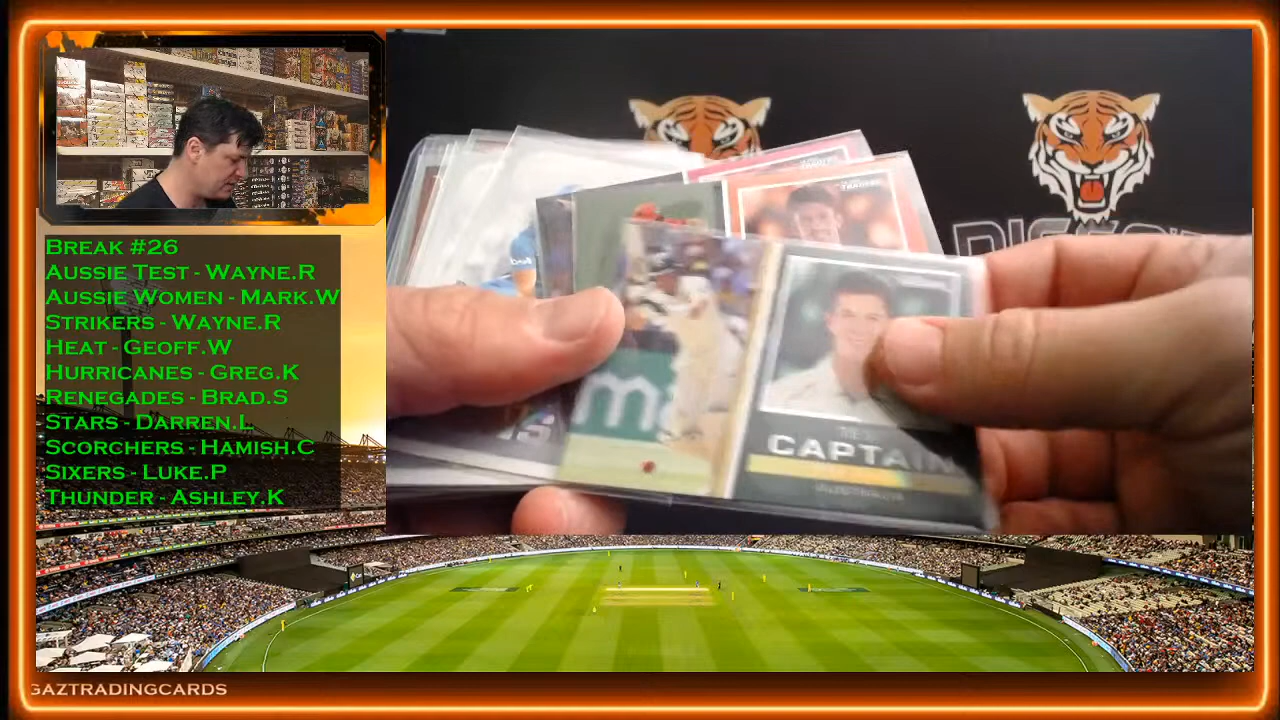 BREAK #26
AUSSIE TEST - WAYNE.R
AUSSIE WOMEN - MARK.W
STRIKERS - WAYNE.R
HEAT - GEOFF.W
HURRICANES - GREG.K
RENEGADES - BRAD.S
STARS - DARREN.L
SCORCHERS - HAMISH.C
SIXERS - LUKE.P
THUNDER - ASHLEY.K
TRADERS
CAPTAIN
GAZTRADINGCARDS